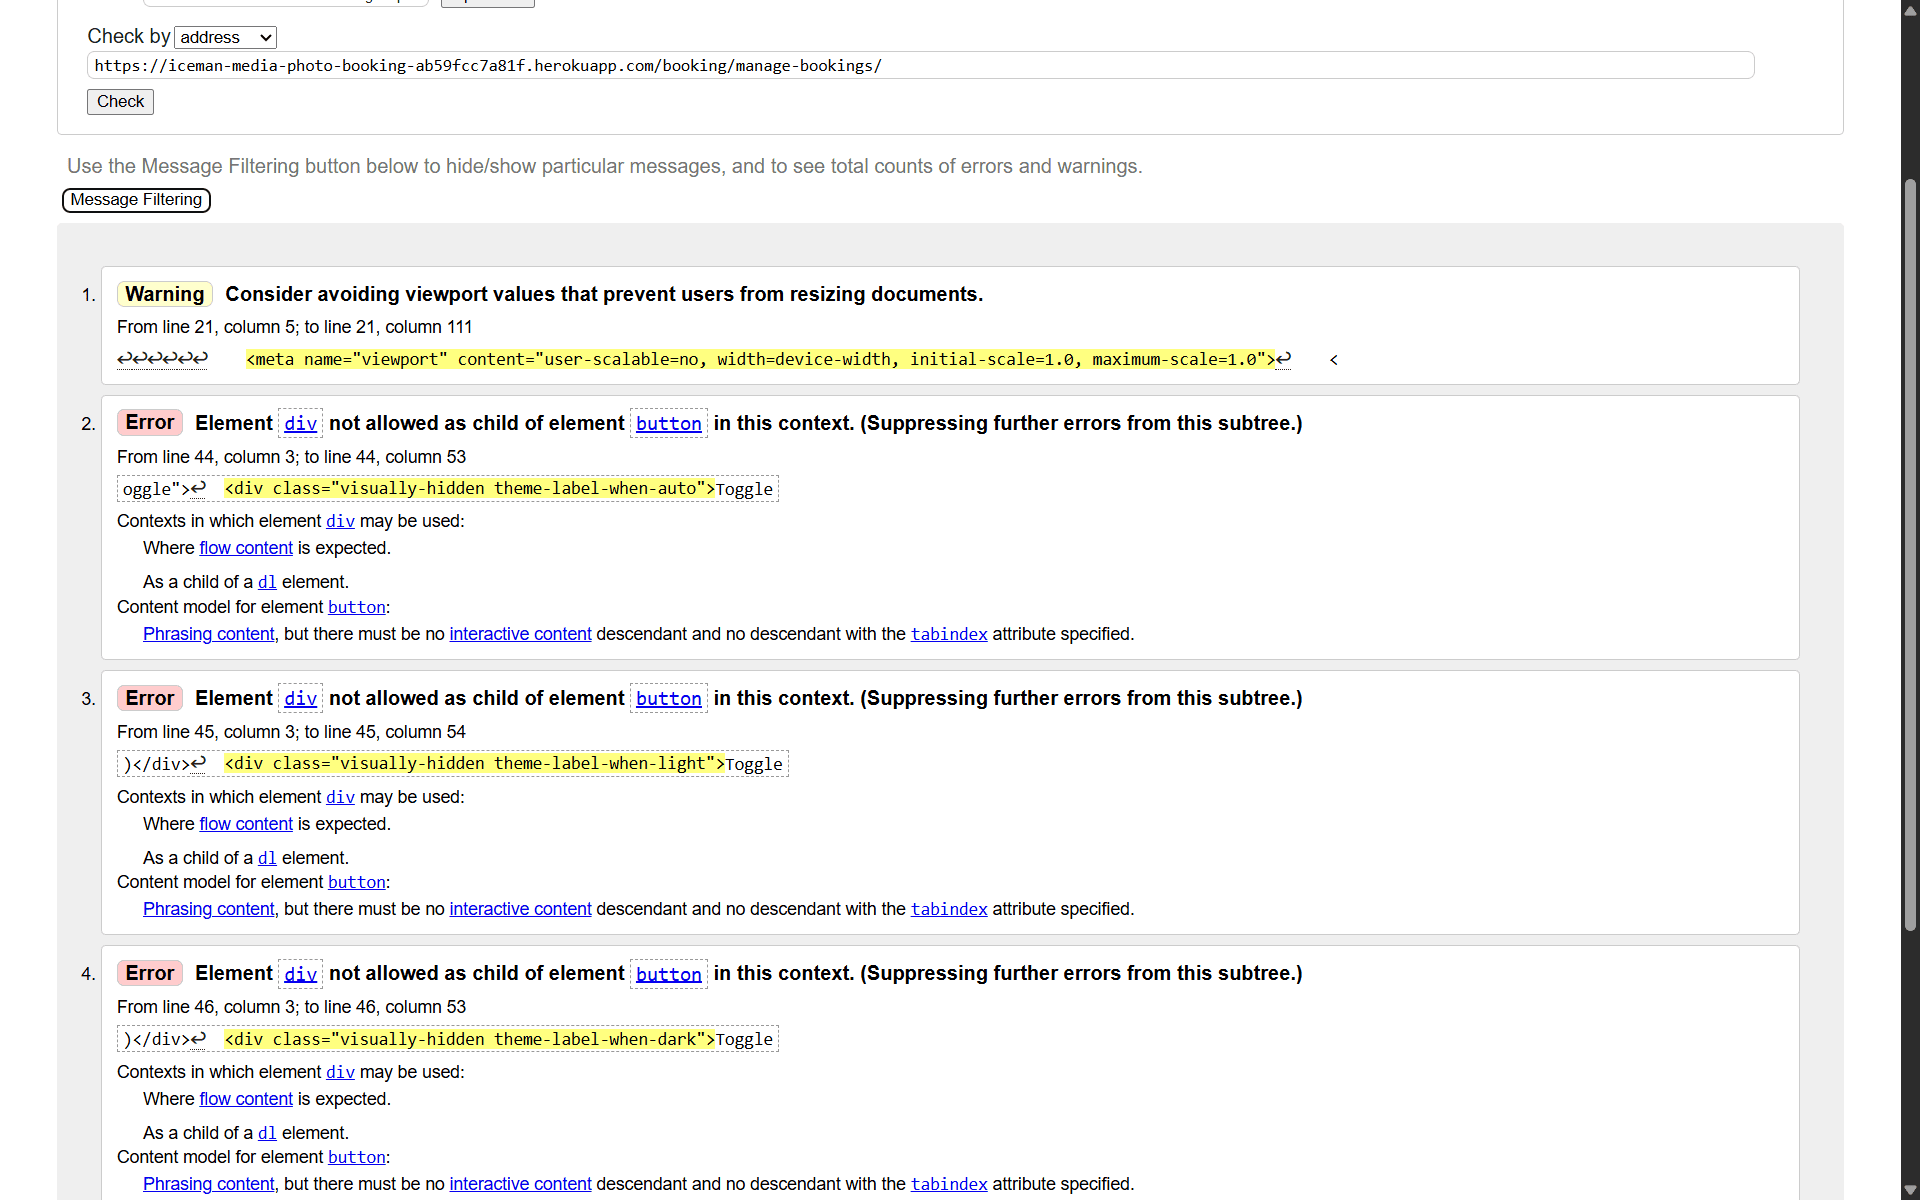 Check by address
https://iceman-media-photo-booking-ab59fcc7a81f.herokuapp.com/booking/manage-bookings/
Check
Use the Message Filtering button below to hide/show particular messages, and to see total counts of errors and warnings.
Message Filtering
1. Warning Consider avoiding viewport values that prevent users from resizing documents.
From line 21, column 5; to line 21, column 111
↩↩↩↩↩↩ <meta name="viewport" content="user-scalable=no, width=device-width, initial-scale=1.0, maximum-scale=1.0">↩ <
2. Error Element div not allowed as child of element button in this context. (Suppressing further errors from this subtree.)
From line 44, column 3; to line 44, column 53
oggle">↩ <div class="visually-hidden theme-label-when-auto">Toggle
Contexts in which element div may be used:
Where flow content is expected.
As a child of a dl element.
Content model for element button:
Phrasing content, but there must be no interactive content descendant and no descendant with the tabindex attribute specified.
3. Error Element div not allowed as child of element button in this context. (Suppressing further errors from this subtree.)
From line 45, column 3; to line 45, column 54
)</div>↩ <div class="visually-hidden theme-label-when-light">Toggle
Contexts in which element div may be used:
Where flow content is expected.
As a child of a dl element.
Content model for element button:
Phrasing content, but there must be no interactive content descendant and no descendant with the tabindex attribute specified.
4. Error Element div not allowed as child of element button in this context. (Suppressing further errors from this subtree.)
From line 46, column 3; to line 46, column 53
)</div>↩ <div class="visually-hidden theme-label-when-dark">Toggle
Contexts in which element div may be used:
Where flow content is expected.
As a child of a dl element.
Content model for element button:
Phrasing content, but there must be no interactive content descendant and no descendant with the tabindex attribute specified.